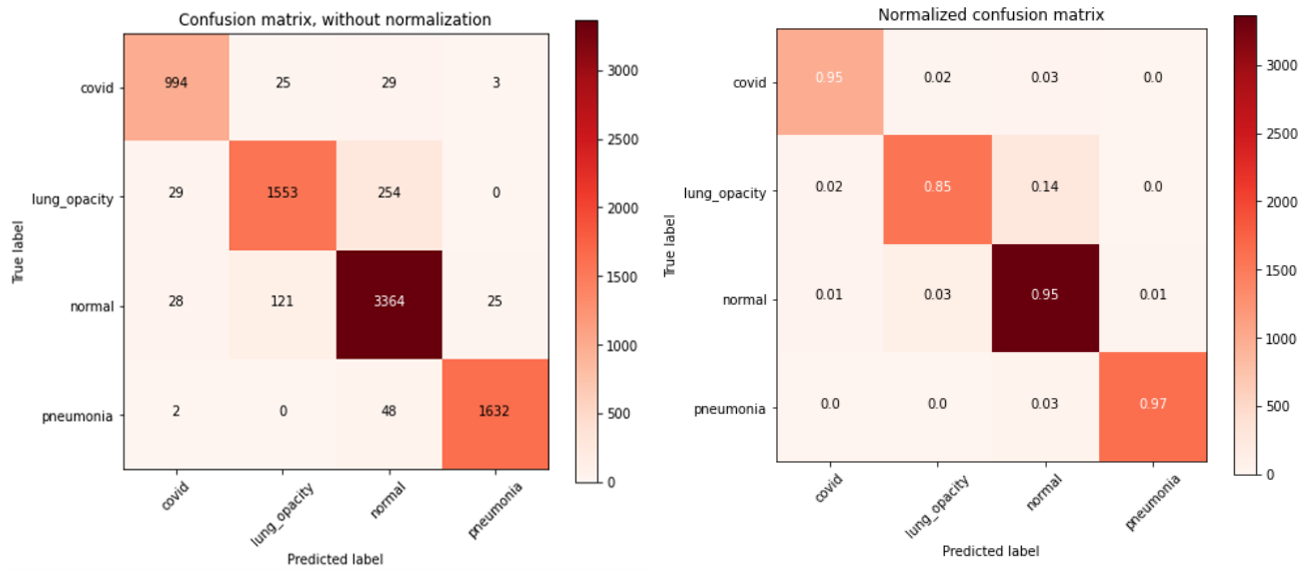 Confusion matrix, without normalization
True label
covid 994 25 29 3
lung_opacity 29 1553 254 0
normal 28 121 3364 25
pneumonia 2 0 48 1632
covid lung_opacity normal pneumonia
Predicted label
3000
2500
2000
1500
1000
500
0
Normalized confusion matrix
True label
covid 0.95 0.02 0.03 0.0
lung_opacity 0.02 0.85 0.14 0.0
normal 0.01 0.03 0.95 0.01
pneumonia 0.0 0.0 0.03 0.97
covid lung_opacity normal pneumonia
Predicted label
3000
2500
2000
1500
1000
500
0